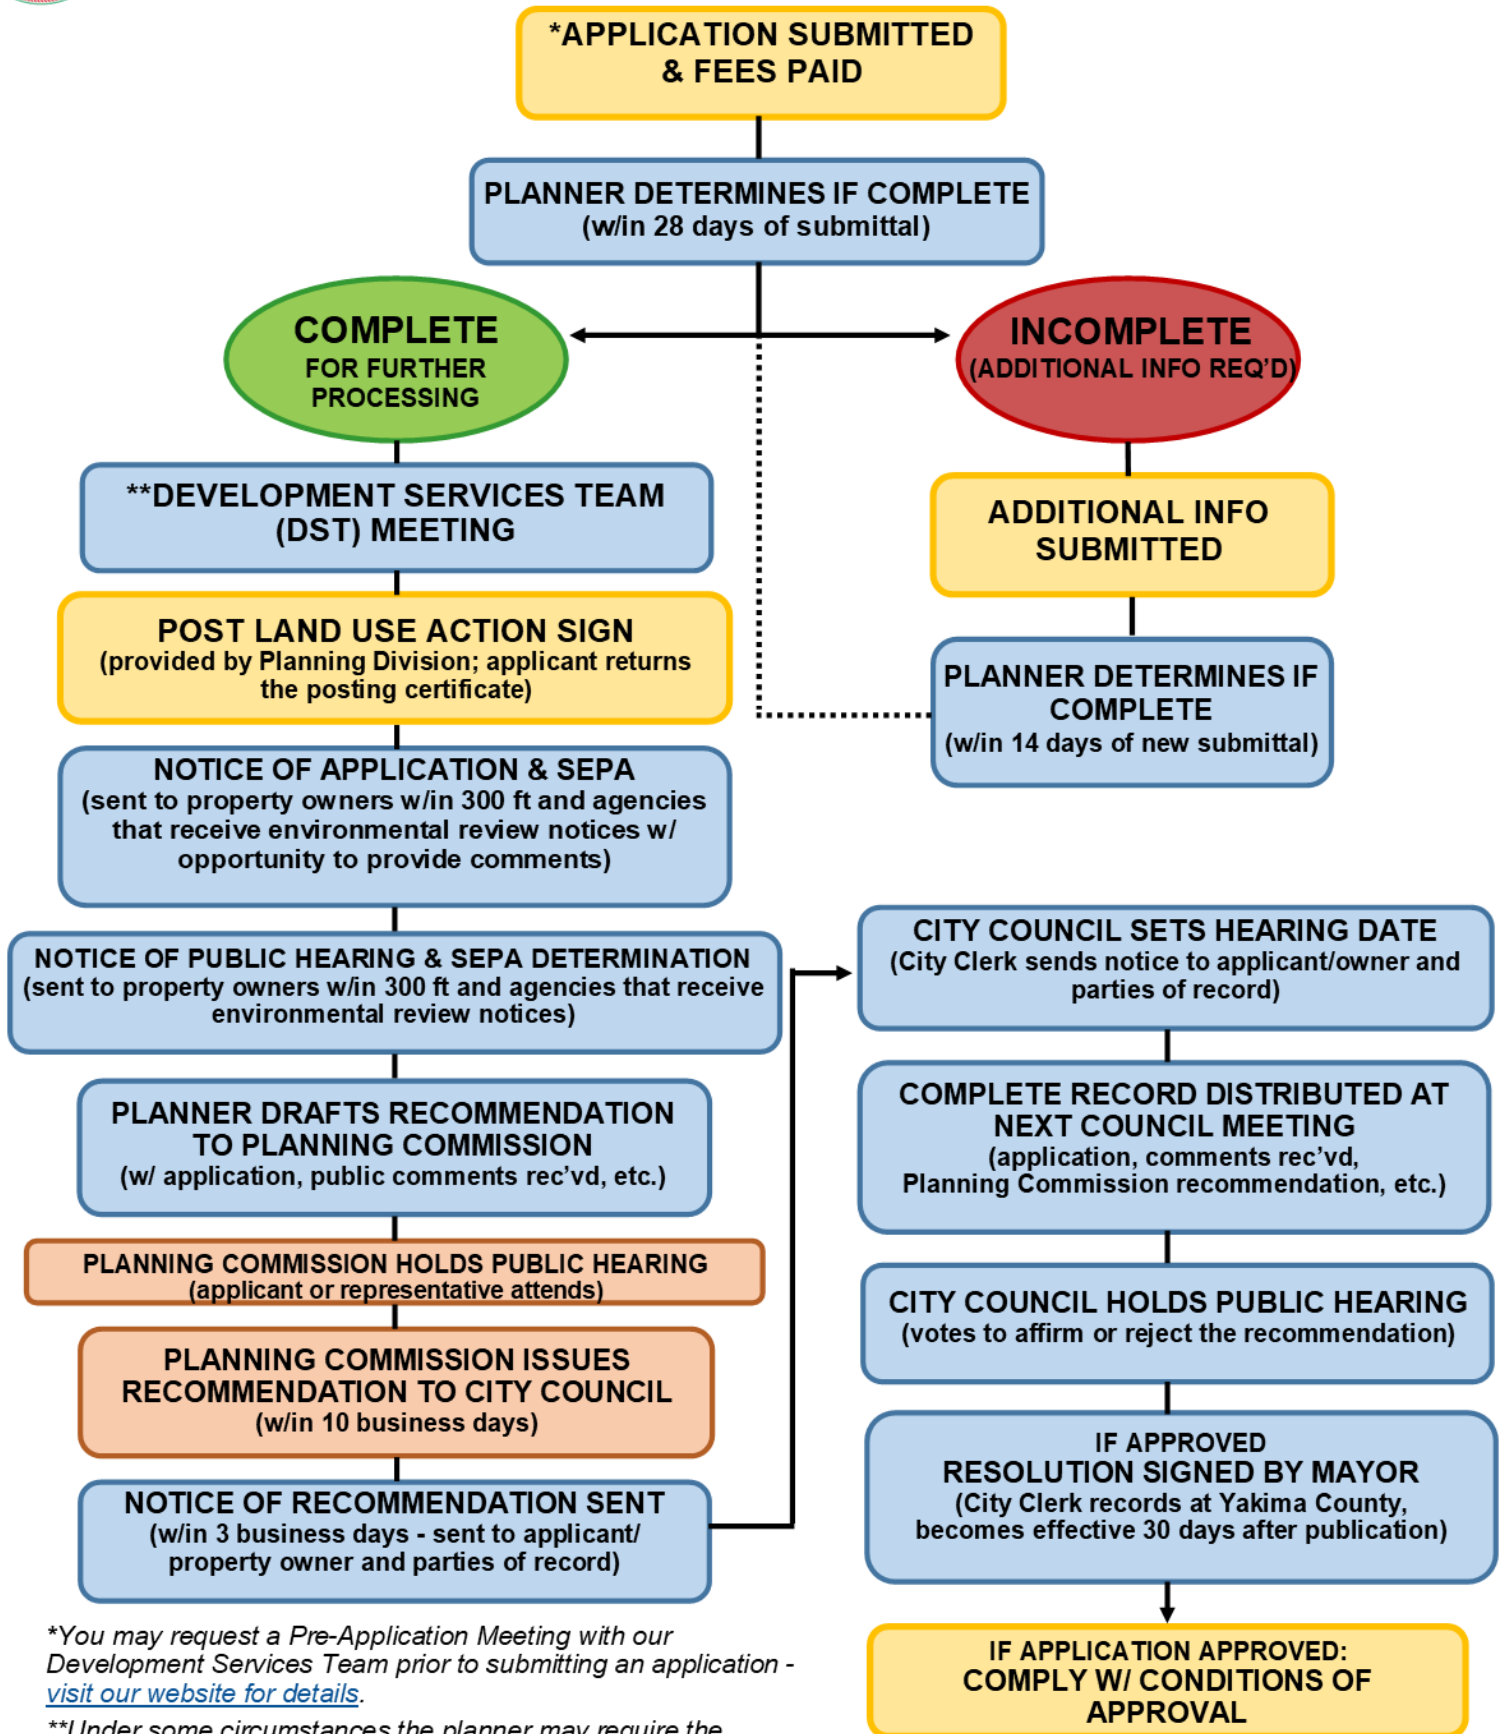 *APPLICATION SUBMITTED
& FEES PAID
PLANNER DETERMINES IF COMPLETE
(w/in 28 days of submittal)
COMPLETE
FOR FURTHER
PROCESSING
INCOMPLETE
(ADDITIONAL INFO REQ’D)
**DEVELOPMENT SERVICES TEAM
(DST) MEETING
ADDITIONAL INFO
SUBMITTED
POST LAND USE ACTION SIGN
(provided by Planning Division; applicant returns
the posting certificate)
PLANNER DETERMINES IF
COMPLETE
(w/in 14 days of new submittal)
NOTICE OF APPLICATION & SEPA
(sent to property owners w/in 300 ft and agencies
that receive environmental review notices w/
opportunity to provide comments)
NOTICE OF PUBLIC HEARING & SEPA DETERMINATION
(sent to property owners w/in 300 ft and agencies that receive
environmental review notices)
PLANNER DRAFTS RECOMMENDATION
TO PLANNING COMMISSION
(w/ application, public comments rec’vd, etc.)
PLANNING COMMISSION HOLDS PUBLIC HEARING
(applicant or representative attends)
PLANNING COMMISSION ISSUES
RECOMMENDATION TO CITY COUNCIL
(w/in 10 business days)
NOTICE OF RECOMMENDATION SENT
(w/in 3 business days - sent to applicant/
property owner and parties of record)
CITY COUNCIL SETS HEARING DATE
(City Clerk sends notice to applicant/owner and
parties of record)
COMPLETE RECORD DISTRIBUTED AT
NEXT COUNCIL MEETING
(application, comments rec’vd,
Planning Commission recommendation, etc.)
CITY COUNCIL HOLDS PUBLIC HEARING
(votes to affirm or reject the recommendation)
IF APPROVED
RESOLUTION SIGNED BY MAYOR
(City Clerk records at Yakima County,
becomes effective 30 days after publication)
IF APPLICATION APPROVED:
COMPLY W/ CONDITIONS OF
APPROVAL
*You may request a Pre-Application Meeting with our
Development Services Team prior to submitting an application -
visit our website for details.
**Under some circumstances the planner may require the